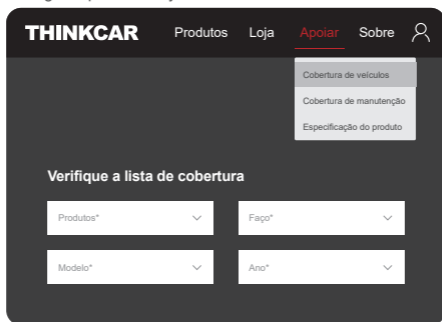 THINKCAR Produtos Loja Apoiar Sobre
Cobertura de veículos
Cobertura de manutenção
Especificação do produto
Verifique a lista de cobertura
Produtos* Faço*
Modelo* Ano*